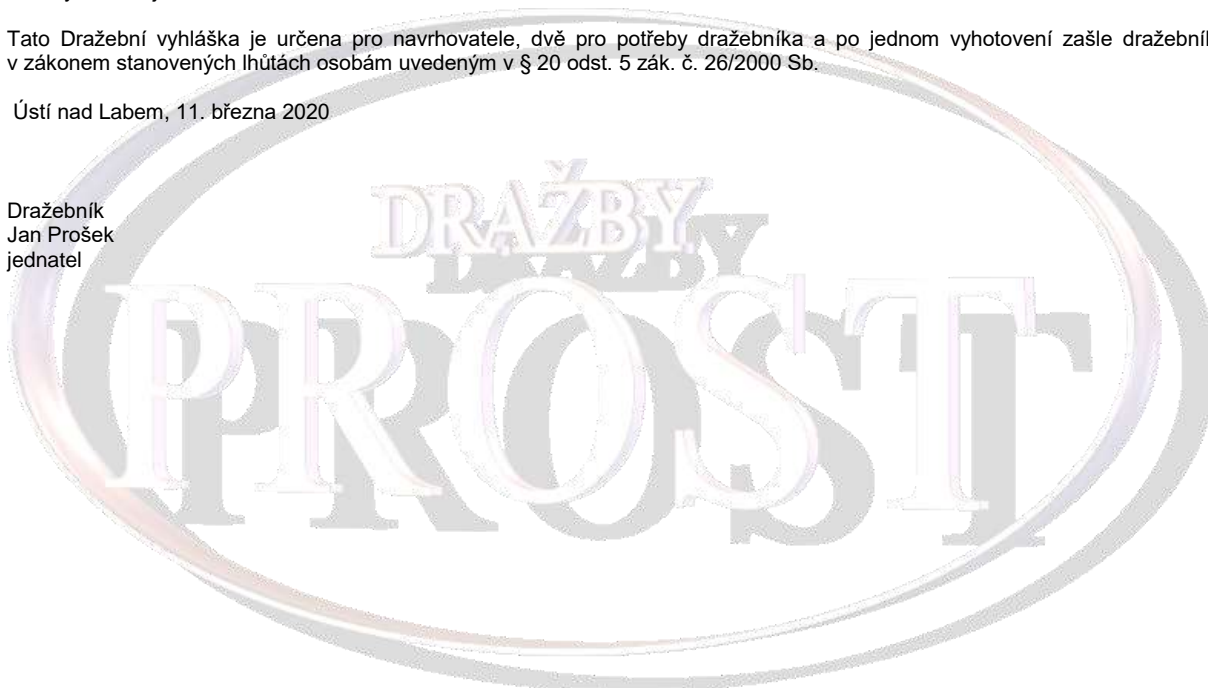 Tato Dražební vyhláška je určena pro navrhovatele, dvě pro potřeby dražebníka a po jednom vyhotovení zašle
v zákonem stanovených lhůtách osobám uvedeným v § 20 odst. 5 zák. č. 26/2000 Sb.
Ústí nad Labem, 11. března 2020
Dražebník
Jan Prošek
jednatel
DRAŽBY
PROST